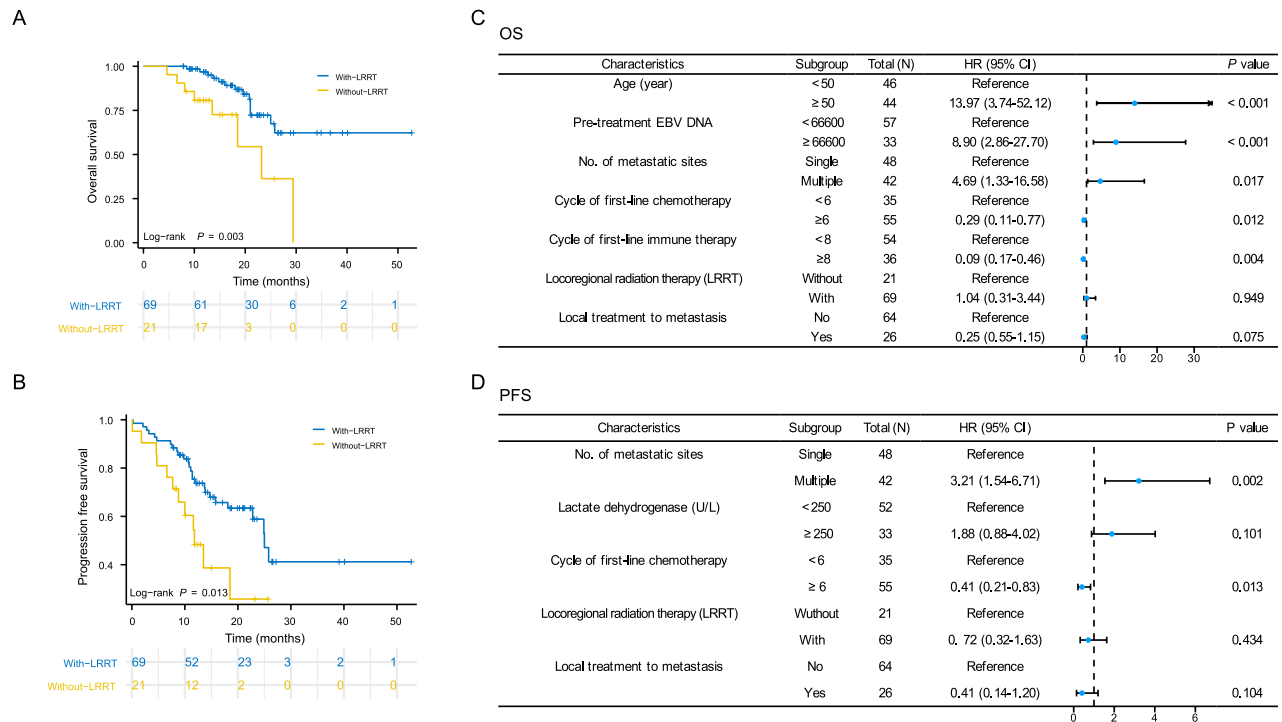 A
With-LRRT
Without-LRRT
1.00
0.75
0.50
0.25
0.00
Overall survival
Log-rank P = 0.003
0 10 20 30 40 50
Time (months)
With-LRRT 69 61 30 6 2 1
Without-LRRT 21 17 3 0 0 0
B
With-LRRT
Without-LRRT
1.0
0.8
0.6
0.4
Progression free survival
Log-rank P = 0.013
0 10 20 30 40 50
Time (months)
With-LRRT 69 52 23 3 2 1
Without-LRRT 21 12 2 0 0 0
C
OS
Characteristics Subgroup Total (N) HR (95% CI) P value
Age (year) <50 46 Reference
≥50 44 13.97 (3.74-52.12) < 0.001
Pre-treatment EBV DNA <66600 57 Reference
≥66600 33 8.90 (2.86-27.70) < 0.001
No. of metastatic sites Single 48 Reference
Multiple 42 4.69 (1.33-16.58) 0.017
Cycle of first-line chemotherapy <6 35 Reference
≥6 55 0.29 (0.11-0.77) 0.012
Cycle of first-line immune therapy <8 54 Reference
≥8 36 0.09 (0.17-0.46) 0.004
Locoregional radiation therapy (LRRT) Without 21 Reference
With 69 1.04 (0.31-3.44) 0.949
Local treatment to metastasis No 64 Reference
Yes 26 0.25 (0.55-1.15) 0.075
0 10 20 30
D
PFS
Characteristics Subgroup Total (N) HR (95% CI) P value
No. of metastatic sites Single 48 Reference
Multiple 42 3.21 (1.54-6.71) 0.002
Lactate dehydrogenase (U/L) <250 52 Reference
≥250 33 1.88 (0.88-4.02) 0.101
Cycle of first-line chemotherapy <6 35 Reference
≥ 6 55 0.41 (0.21-0.83) 0.013
Locoregional radiation therapy (LRRT) Wuthout 21 Reference
With 69 0. 72 (0.32-1.63) 0.434
Local treatment to metastasis No 64 Reference
Yes 26 0.41 (0.14-1.20) 0.104
0 2 4 6